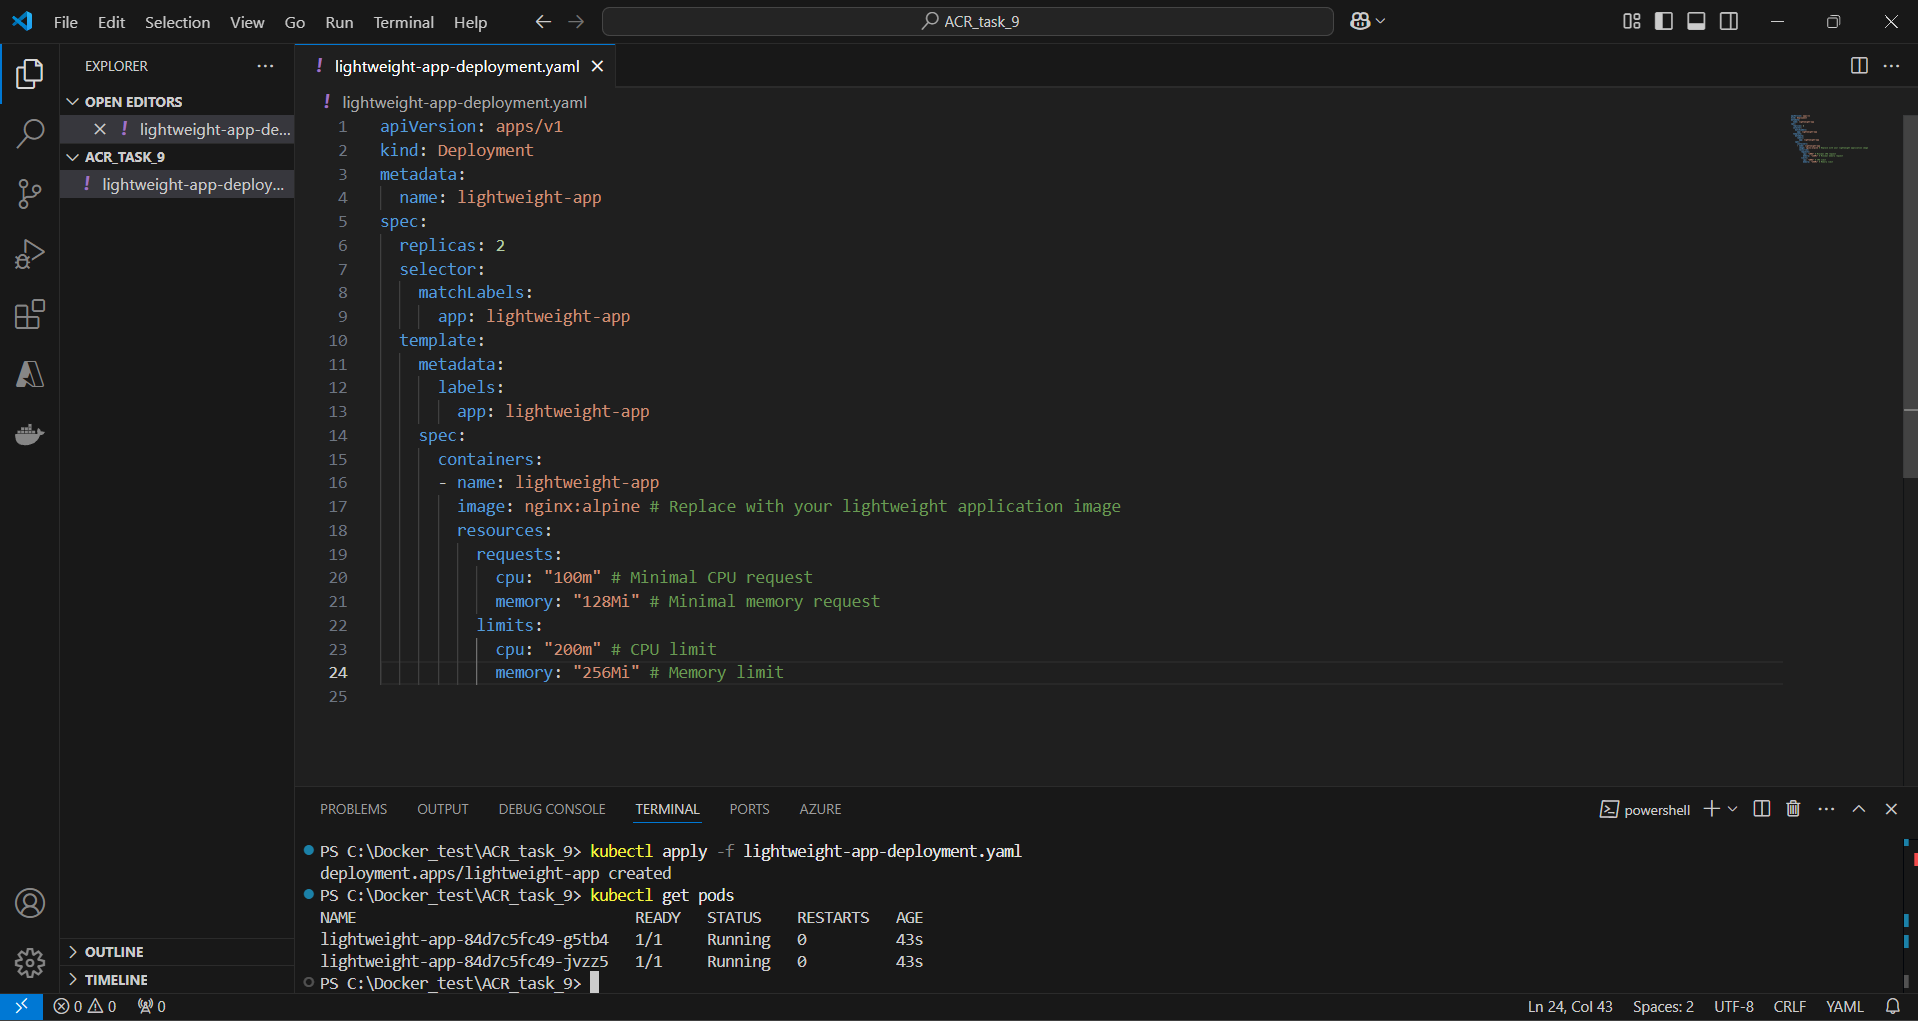 File Edit Selection View Go Run Terminal Help
ACR_task_9
EXPLORER
OPEN EDITORS
lightweight-app-de...
ACR_TASK_9
! lightweight-app-deploy...
OUTLINE
TIMELINE
! lightweight-app-deployment.yaml
! lightweight-app-deployment.yaml
1 apiVersion: apps/v1
2 kind: Deployment
3 metadata:
4 name: lightweight-app
5 spec:
6 replicas: 2
7 selector:
8 matchLabels:
9 app: lightweight-app
10 template:
11 metadata:
12 labels:
13 app: lightweight-app
14 spec:
15 containers:
16 - name: lightweight-app
17 image: nginx:alpine # Replace with your lightweight application image
18 resources:
19 requests:
20 cpu: "100m" # Minimal CPU request
21 memory: "128Mi" # Minimal memory request
22 limits:
23 cpu: "200m" # CPU limit
24 memory: "256Mi" # Memory limit
25
PROBLEMS OUTPUT DEBUG CONSOLE TERMINAL PORTS AZURE
powershell
PS C:\Docker_test\ACR_task_9> kubectl apply -f lightweight-app-deployment.yaml
deployment.apps/lightweight-app created
PS C:\Docker_test\ACR_task_9> kubectl get pods
NAME READY STATUS RESTARTS AGE
lightweight-app-84d7c5fc49-g5tb4 1/1 Running 0 43s
lightweight-app-84d7c5fc49-jvzz5 1/1 Running 0 43s
PS C:\Docker_test\ACR_task_9>
0 0 0
Ln 24, Col 43 Spaces: 2 UTF-8 CRLF YAML